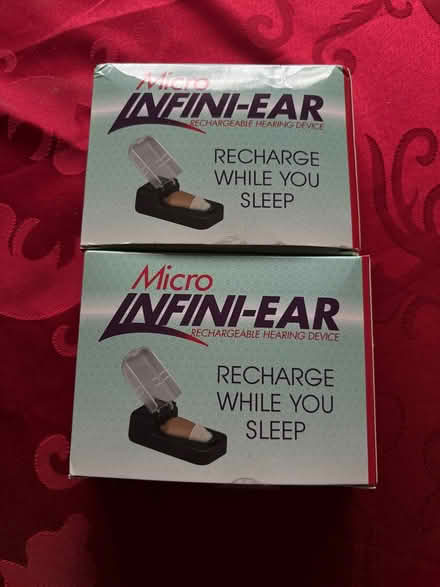 Micro
INFINI-EAR
RECHARGEABLE HEARING DEVICE
RECHARGE
WHILE YOU
SLEEP
Micro
INFINI-EAR
RECHARGEABLE HEARING DEVICE
RECHARGE
WHILE YOU
SLEEP